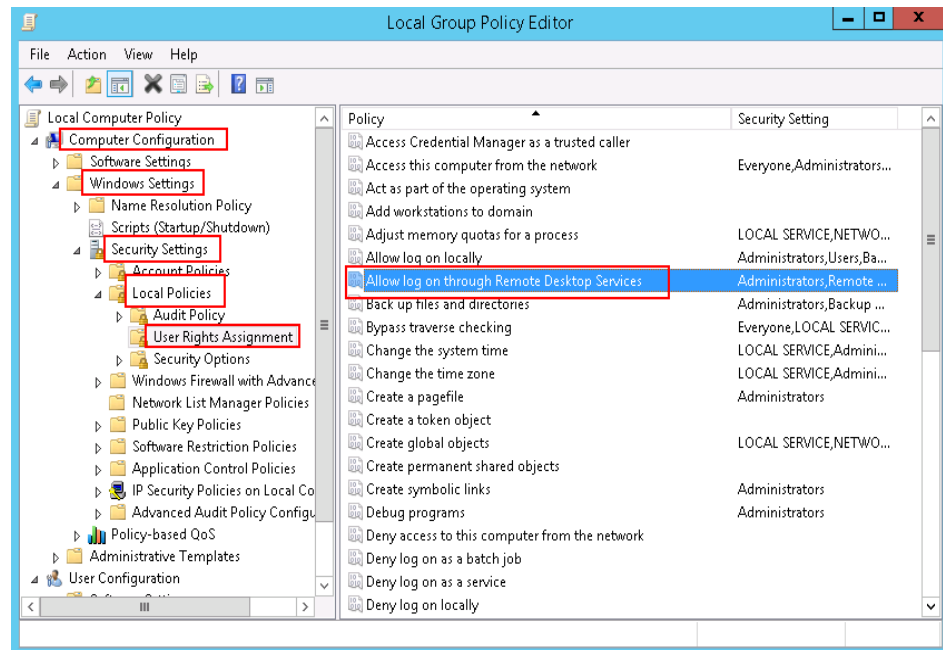 Local Group Policy Editor
File Action View Help
Local Computer Policy
Computer Configuration
Software Settings
Windows Settings
Name Resolution Policy
Scripts (Startup/Shutdown)
Security Settings
Account Policies
Local Policies
Audit Policy
User Rights Assignment
Security Options
Windows Firewall with Advance
Network List Manager Policies
Public Key Policies
Software Restriction Policies
Application Control Policies
IP Security Policies on Local Co
Advanced Audit Policy Configu
Policy-based QoS
Administrative Templates
User Configuration
Policy Security Setting
Access Credential Manager as a trusted caller
Access this computer from the network Everyone,Administrators...
Act as part of the operating system
Add workstations to domain
Adjust memory quotas for a process LOCAL SERVICE,NETWO...
Allow log on locally Administrators,Users,Ba...
Allow log on through Remote Desktop Services Administrators,Remote ...
Back up files and directories Administrators,Backup ...
Bypass traverse checking Everyone,LOCAL SERVIC...
Change the system time LOCAL SERVICE,Admini...
Change the time zone LOCAL SERVICE,Admini...
Create a pagefile Administrators
Create a token object
Create global objects LOCAL SERVICE,NETWO...
Create permanent shared objects
Create symbolic links Administrators
Debug programs Administrators
Deny access to this computer from the network
Deny log on as a batch job
Deny log on as a service
Deny log on locally